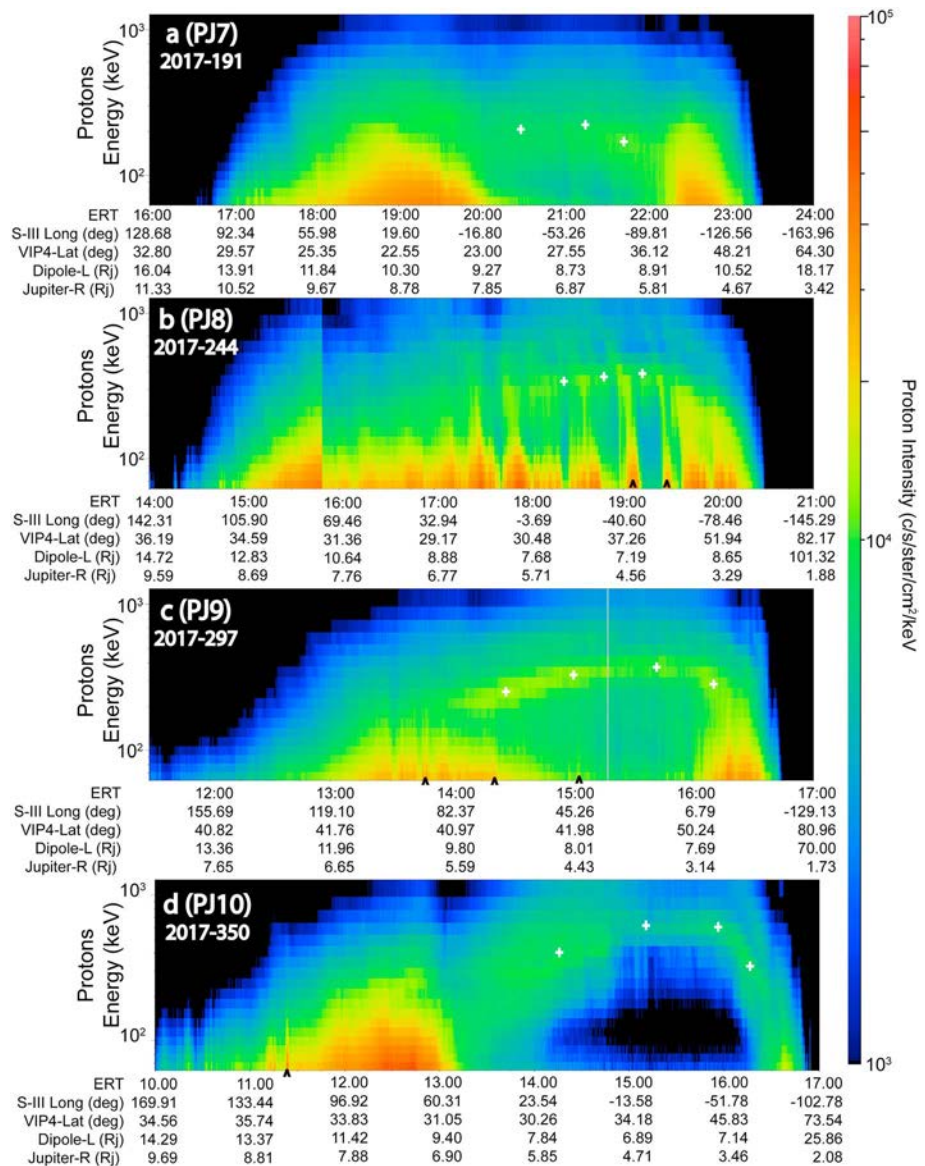 10³
a (PJ7)
2017-191
Protons
Energy (keV)
10²
ERT 16:00 17:00 18:00 19:00 20:00 21:00 22:00 23:00 24:00
S-III Long (deg) 128.68 92.34 55.98 19.60 -16.80 -53.26 -89.81 -126.56 -163.96
VIP4-Lat (deg) 32.80 29.57 25.35 22.55 23.00 27.55 36.12 48.21 64.30
Dipole-L (Rj) 16.04 13.91 11.84 10.30 9.27 8.73 8.91 10.52 18.17
Jupiter-R (Rj) 11.33 10.52 9.67 8.78 7.85 6.87 5.81 4.67 3.42
10³
b (PJ8)
2017-244
Protons
Energy (keV)
10²
ERT 14:00 15:00 16:00 17:00 18:00 19:00 20:00 21:00
S-III Long (deg) 142.31 105.90 69.46 32.94 -3.69 -40.60 -78.46 -145.29
VIP4-Lat (deg) 36.19 34.59 31.36 29.17 30.48 37.26 51.94 82.17
Dipole-L (Rj) 14.72 12.83 10.64 8.88 7.68 7.19 8.65 101.32
Jupiter-R (Rj) 9.59 8.69 7.76 6.77 5.71 4.56 3.29 1.88
10³
c (PJ9)
2017-297
Protons
Energy (keV)
10²
ERT 12:00 13:00 14:00 15:00 16:00 17:00
S-III Long (deg) 155.69 119.10 82.37 45.26 6.79 -129.13
VIP4-Lat (deg) 40.82 41.76 40.97 41.98 50.24 80.96
Dipole-L (Rj) 13.36 11.96 9.80 8.01 7.69 70.00
Jupiter-R (Rj) 7.65 6.65 5.59 4.43 3.14 1.73
10³
d (PJ10)
2017-350
Protons
Energy (keV)
10²
ERT 10.00 11.00 12.00 13.00 14.00 15.00 16.00 17.00
S-III Long (deg) 169.91 133.44 96.92 60.31 23.54 -13.58 -51.78 -102.78
VIP4-Lat (deg) 34.56 35.74 33.83 31.05 30.26 34.18 45.83 73.54
Dipole-L (Rj) 14.29 13.37 11.42 9.40 7.84 6.89 7.14 25.86
Jupiter-R (Rj) 9.69 8.81 7.88 6.90 5.85 4.71 3.46 2.08
10⁵
10⁴
10³
Proton Intensity (c/s/ster/cm²/keV